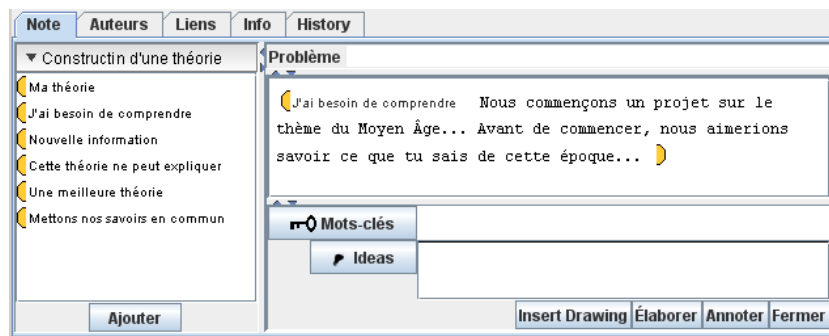 Note Auteurs Liens Info History
Constructin d'une théorie
Ma théorie
J'ai besoin de comprendre
Nouvelle information
Cette théorie ne peut expliquer
Une meilleure théorie
Mettons nos savoirs en commun
Ajouter
Problème
J'ai besoin de comprendre Nous commençons un projet sur le
thème du Moyen Âge... Avant de commencer, nous aimerions
savoir ce que tu sais de cette époque...
Mots-clés
Ideas
Insert Drawing Élaborer Annoter Fermer